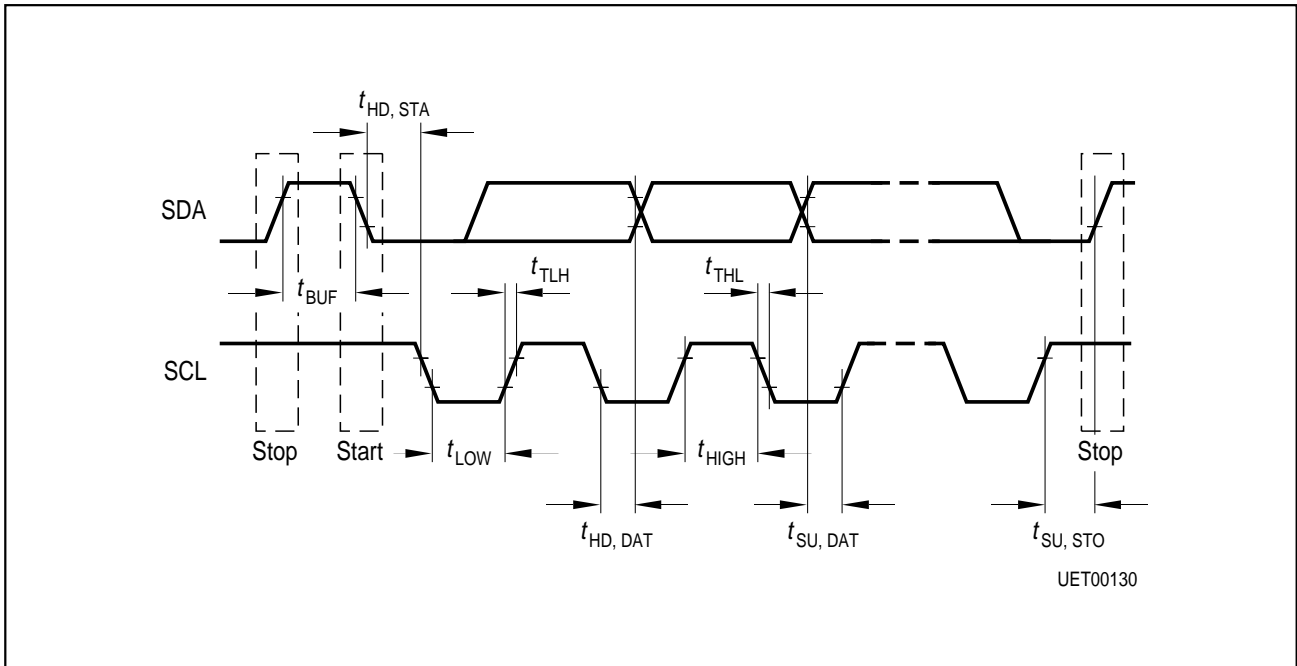 tHD, STA
SDA
tBUF
tTLH
tTHL
SCL
Stop
Start
tLOW
tHIGH
Stop
tHD, DAT
tSU, DAT
tSU, STO
UET00130